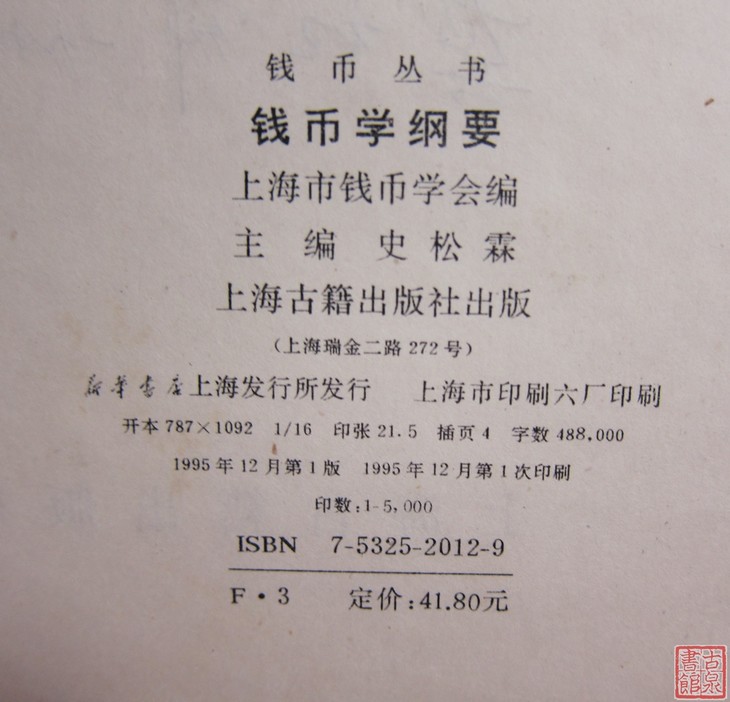 钱币丛书
钱币学纲要
上海市钱币学会编
主编 史松霖
上海古籍出版社出版
(上海瑞金二路272号)
新华书店上海发行所发行 上海市印刷六厂印刷
开本787×1092 1/16 印张21.5 插页4 字数488,000
1995年12月第1版 1995年12月第1次印刷
印数:1-5,000
ISBN 7-5325-2012-9
F·3 定价:41.80元
古泉書館